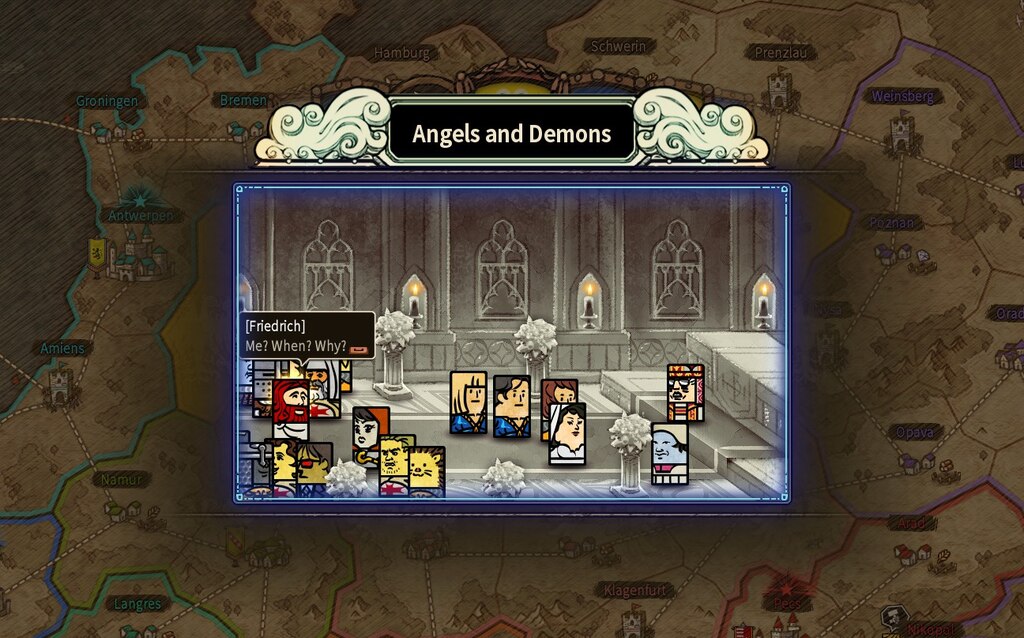 Hamburg
Schwerin
Prenzlau
Groningen
Bremen
Weinsberg
Angels and Demons
Antwerpen
Poznan
[Friedrich]
Me? When? Why?
Amiens
Opava
Namur
Arad
Klagenfurt
Langres
Pecs